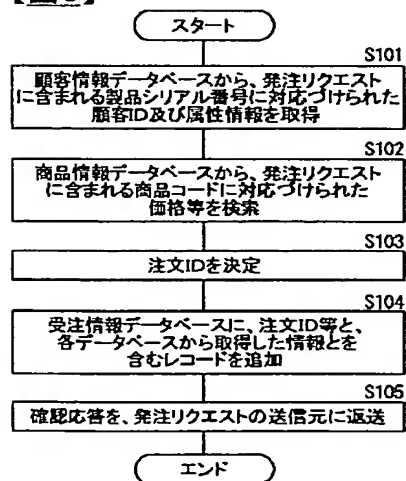 スタート
S101
顧客情報データベースから、発注リクエスト
に含まれる製品シリアル番号に対応づけられた
顧客ID及び属性情報を取得
S102
商品情報データベースから、発注リクエスト
に含まれる商品コードに対応づけられた
価格等を検索
S103
注文IDを決定
S104
受注情報データベースに、注文ID等と、
各データベースから取得した情報とを
含むレコードを追加
S105
確認応答を、発注リクエストの送信元に返送
エンド